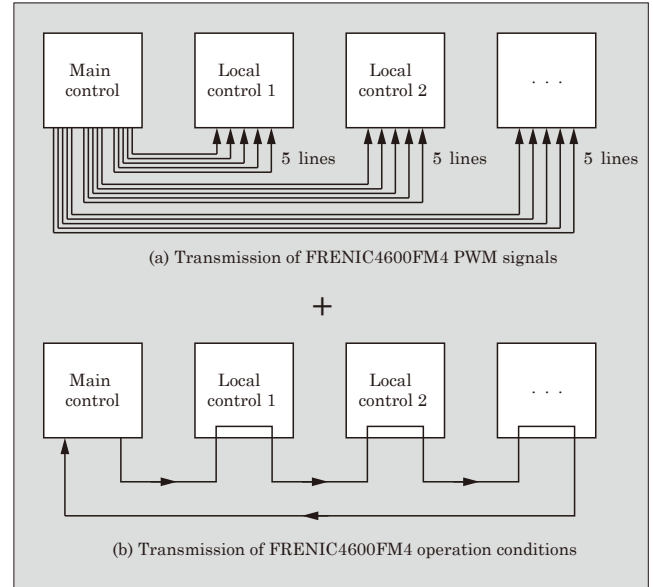 Main
control
Local
control 1
Local
control 2
. . .
5 lines
5 lines
5 lines
(a) Transmission of FRENIC4600FM4 PWM signals
+
Main
control
Local
control 1
Local
control 2
. . .
(b) Transmission of FRENIC4600FM4 operation conditions